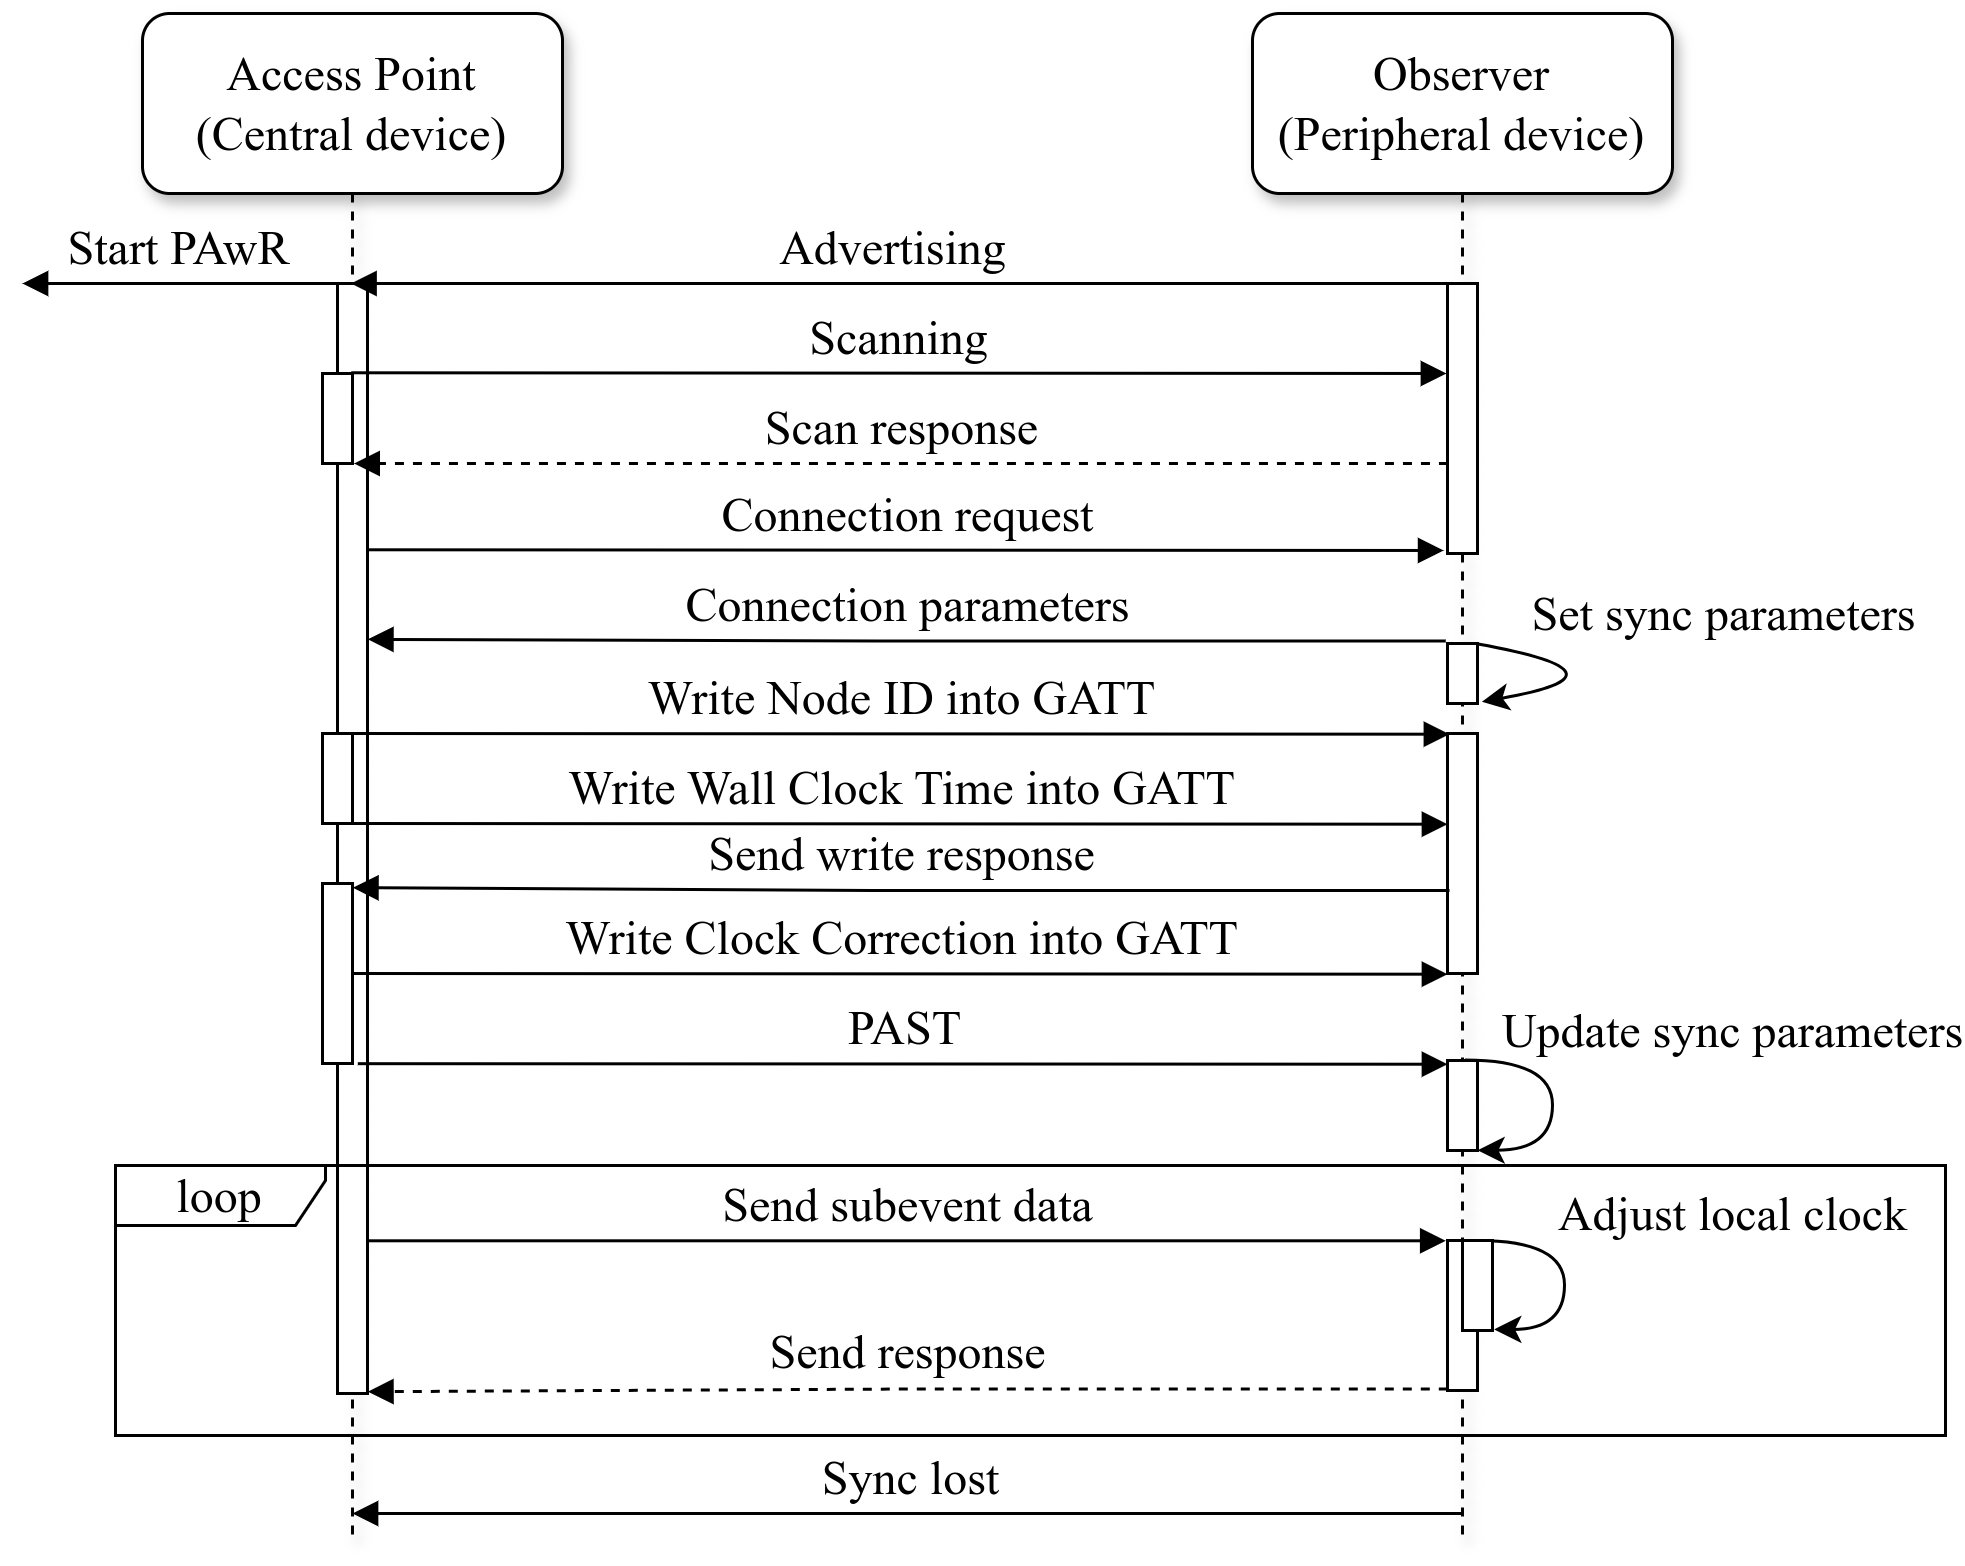 Access Point
(Central device)
Observer
(Peripheral device)
Start PAwR
Advertising
Scanning
Scan response
Connection request
Connection parameters
Set sync parameters
Write Node ID into GATT
Write Wall Clock Time into GATT
Send write response
Write Clock Correction into GATT
PAST
Update sync parameters
loop
Send subevent data
Adjust local clock
Send response
Sync lost